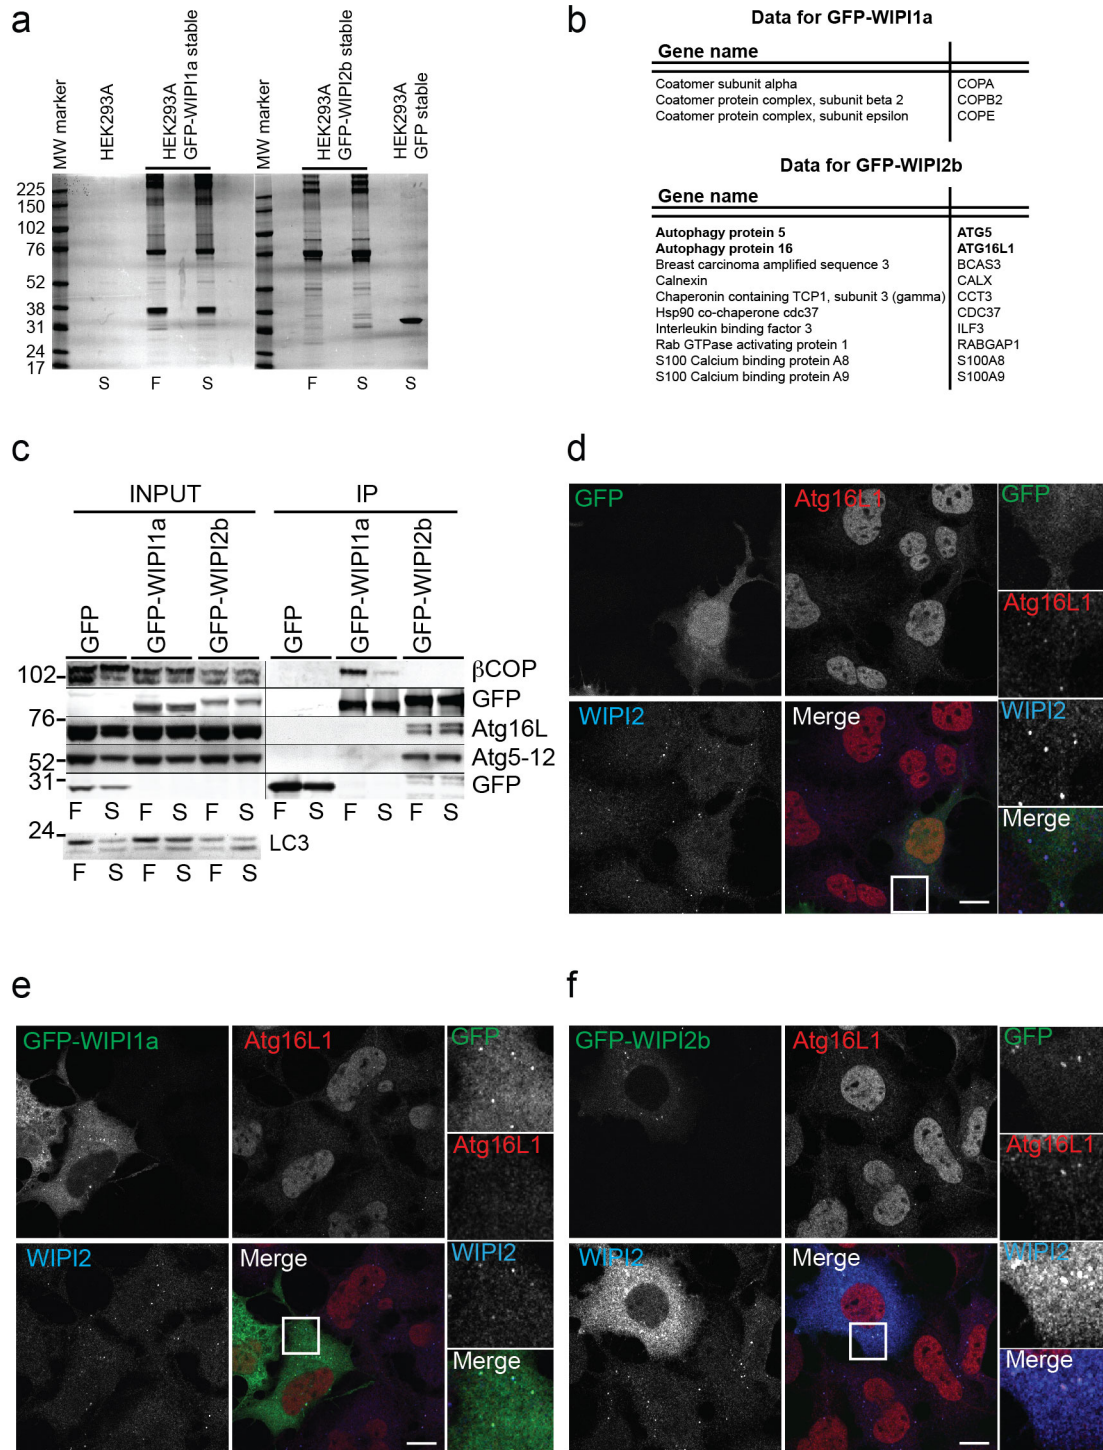 a
MW marker
HEK293A
HEK293A
GFP-WIPI1a stable
MW marker
HEK293A
GFP-WIPI2b stable
HEK293A
GFP stable
225
150
102
76
52
38
31
24
17
S F S F S S
b
Data for GFP-WIPI1a
Gene name
Coatomer subunit alpha COPA
Coatomer protein complex, subunit beta 2 COPB2
Coatomer protein complex, subunit epsilon COPE
Data for GFP-WIPI2b
Gene name
Autophagy protein 5 ATG5
Autophagy protein 16 ATG16L1
Breast carcinoma amplified sequence 3 BCAS3
Calnexin CALX
Chaperonin containing TCP1, subunit 3 (gamma) CCT3
Hsp90 co-chaperone cdc37 CDC37
Interleukin binding factor 3 ILF3
Rab GTPase activating protein 1 RABGAP1
S100 Calcium binding protein A8 S100A8
S100 Calcium binding protein A9 S100A9
c
INPUT IP
GFP
GFP-WIPI1a
GFP-WIPI2b
GFP
GFP-WIPI1a
GFP-WIPI2b
102 βCOP
GFP
76 Atg16L
52 Atg5-12
31 GFP
F S F S F S F S F S F S
24 LC3
F S F S F S
d
GFP Atg16L1 GFP
Atg16L1
WIPI2 Merge WIPI2
Merge
e
GFP-WIPI1a Atg16L1 GFP
Atg16L1
WIPI2 Merge WIPI2
Merge
f
GFP-WIPI2b Atg16L1 GFP
Atg16L1
WIPI2 Merge WIPI2
Merge